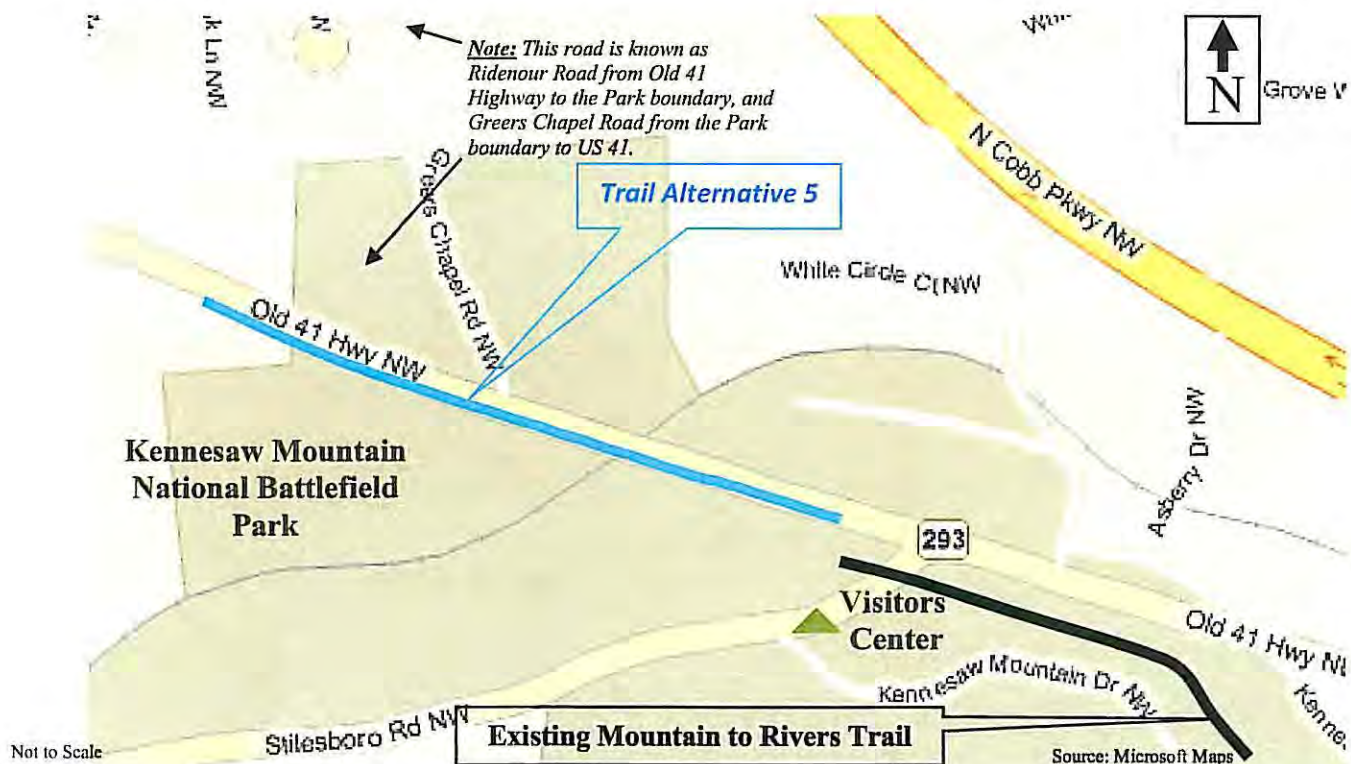 k Ln NW
Note: This road is known as
Ridenour Road from Old 41
Highway to the Park boundary, and
Greers Chapel Road from the Park
boundary to US 41.
N
Grove
N Cobb Pkwy NW
Trail Alternative 5
Greers Chapel Rd NW
White Circle Ct NW
Old 41 Hwy NW
Asberry Dr NW
Kennesaw Mountain
National Battlefield
Park
293
Visitors
Center
Old 41 Hwy N
Kennesaw Mountain Dr NW
Kennes
Stilesboro Rd NW
Existing Mountain to Rivers Trail
Not to Scale
Source: Microsoft Maps